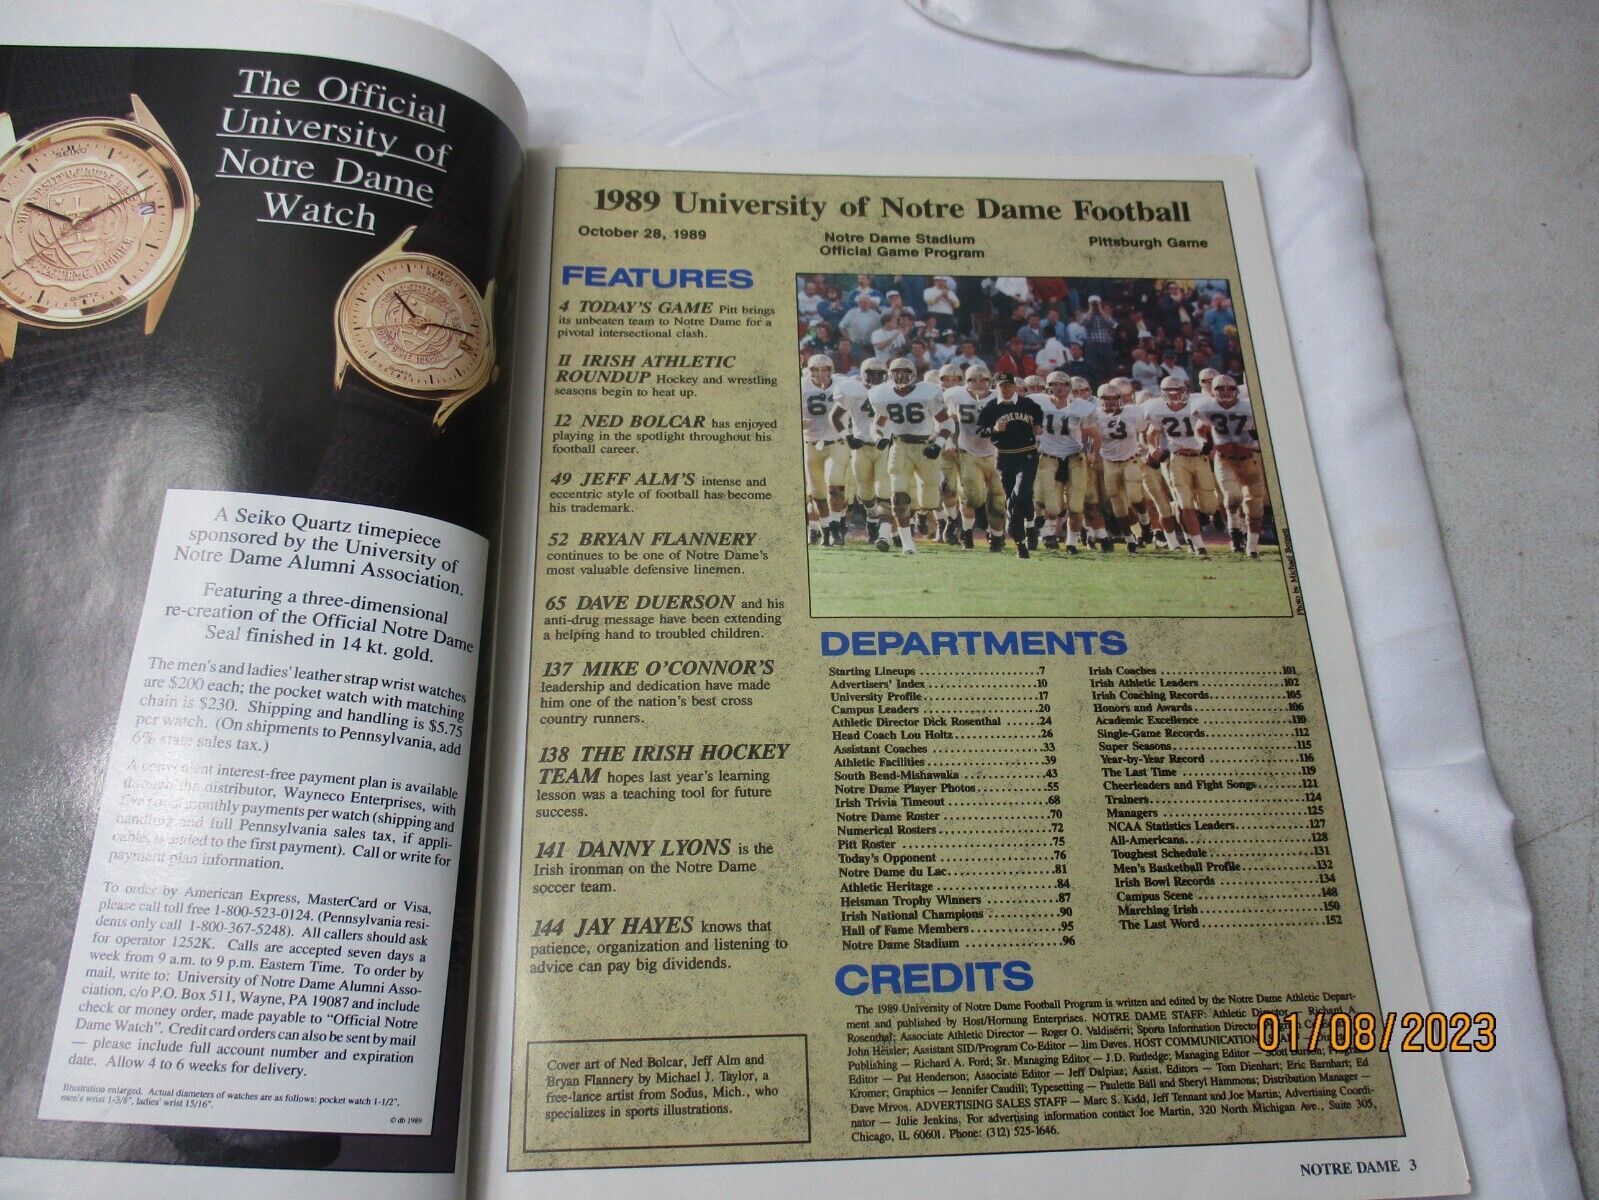 The Official
University of
Notre Dame
Watch
SEIKO
QUARTZ
SEIKO
A Seiko Quartz timepiece
sponsored by the University of
Notre Dame Alumni Association.
Featuring a three-dimensional
re-creation of the Official Notre Dame
Seal finished in 14 kt. gold.
The men's and ladies' leather strap wrist watches
are $200 each; the pocket watch with matching
chain is $230. Shipping and handling is $5.75
per watch. (On shipments to Pennsylvania, add
6% state sales tax.)
A convenient interest-free payment plan is available
through the distributor, Wayneco Enterprises, with
monthly payments per watch (shipping and
handling and full Pennsylvania sales tax, if appli-
cable, is added to the first payment). Call or write for
payment plan information.
To order by American Express, MasterCard or Visa,
please call toll free 1-800-523-0124. (Pennsylvania resi-
dents only call 1-800-367-5248). All callers should ask
for operator 1252K. Calls are accepted seven days a
week from 9 a.m. to 9 p.m. Eastern Time. To order by
mail, write to: University of Notre Dame Alumni Asso-
ciation, c/o P.O. Box 511, Wayne, PA 19087 and include
check or money order, made payable to "Official Notre
Dame Watch". Credit card orders can also be sent by mail
— please include full account number and expiration
date. Allow 4 to 6 weeks for delivery.
Illustration enlarged. Actual diameters of watches are as follows: pocket watch 1-1/2",
men's wrist 1-3/8", ladies' wrist 15/16".
© db 1989
1989 University of Notre Dame Football
October 28, 1989
Notre Dame Stadium
Official Game Program
Pittsburgh Game
FEATURES
4 TODAY'S GAME Pitt brings
its unbeaten team to Notre Dame for a
pivotal intersectional clash.
11 IRISH ATHLETIC
ROUNDUP Hockey and wrestling
seasons begin to heat up.
12 NED BOLCAR has enjoyed
playing in the spotlight throughout his
football career.
49 JEFF ALM'S intense and
eccentric style of football has become
his trademark.
52 BRYAN FLANNERY
continues to be one of Notre Dame's
most valuable defensive linemen.
65 DAVE DUERSON and his
anti-drug message have been extending
a helping hand to troubled children.
137 MIKE O'CONNOR'S
leadership and dedication have made
him one of the nation's best cross
country runners.
138 THE IRISH HOCKEY
TEAM hopes last year's learning
lesson was a teaching tool for future
success.
141 DANNY LYONS is the
Irish ironman on the Notre Dame
soccer team.
144 JAY HAYES knows that
patience, organization and listening to
advice can pay big dividends.
Cover art of Ned Bolcar, Jeff Alm and
Bryan Flannery by Michael J. Taylor, a
free-lance artist from Sodus, Mich., who
specializes in sports illustrations.
86
NOTRE DAME
11
3
21
37
Photo by Michael Bennett
DEPARTMENTS
Starting Lineups 7
Advertisers' Index 10
University Profile 17
Campus Leaders 20
Athletic Director Dick Rosenthal 24
Head Coach Lou Holtz 26
Assistant Coaches 33
Athletic Facilities 39
South Bend-Mishawaka 43
Notre Dame Player Photos 55
Irish Trivia Timeout 68
Notre Dame Roster 70
Numerical Rosters 72
Pitt Roster 75
Today's Opponent 76
Notre Dame du Lac 81
Athletic Heritage 84
Heisman Trophy Winners 87
Irish National Champions 90
Hall of Fame Members 95
Notre Dame Stadium 96
Irish Coaches 101
Irish Athletic Leaders 102
Irish Coaching Records 105
Honors and Awards 106
Academic Excellence 110
Single-Game Records 112
Super Seasons 115
Year-by-Year Record 116
The Last Time 119
Cheerleaders and Fight Songs 121
Trainers 124
Managers 125
NCAA Statistics Leaders 127
All-Americans 128
Toughest Schedule 131
Men's Basketball Profile 132
Irish Bowl Records 134
Campus Scene 148
Marching Irish 150
The Last Word 152
CREDITS
The 1989 University of Notre Dame Football Program is written and edited by the Notre Dame Athletic Depart-
ment and published by Host/Hornung Enterprises. NOTRE DAME STAFF: Athletic Director — Richard A.
Rosenthal; Associate Athletic Director — Roger O. Valdiserri; Sports Information Director
John Heisler; Assistant SID/Program Co-Editor — Jim Daves. HOST COMMUNICATION
Publishing — Richard A. Ford; Sr. Managing Editor — J.D. Rutledge; Managing Editor — Scott
Editor — Pat Henderson; Associate Editor — Jeff Dalpiaz; Assist. Editors — Tom Dienhart; Eric Barnhart; Ed
Kromer; Graphics — Jennifer Caudill; Typesetting — Paulette Ball and Sheryl Hammons; Distribution Manager —
Dave Mrvos. ADVERTISING SALES STAFF — Marc S. Kidd, Jeff Tennant and Joe Martin; Advertising Coordi-
nator — Julie Jenkins. For advertising information contact Joe Martin, 320 North Michigan Ave., Suite 305,
Chicago, IL 60601. Phone: (312) 525-1646.
01/08/2023
NOTRE DAME 3